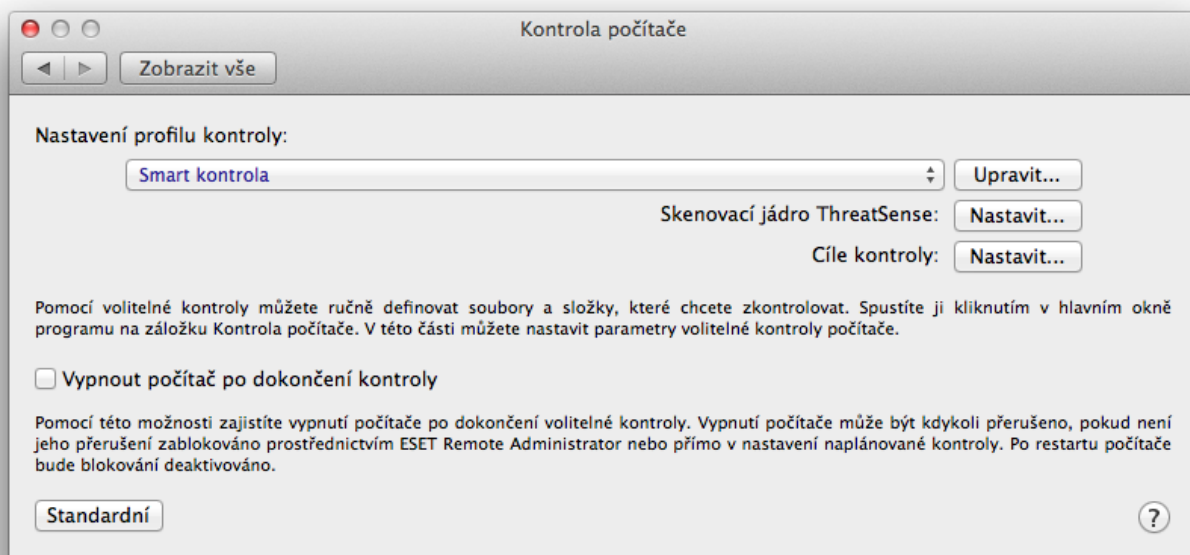 Kontrola počítače
Zobrazit vše
Nastavení profilu kontroly:
Smart kontrola
Upravit...
Skenovací jádro ThreatSense:
Nastavit...
Cíle kontroly:
Nastavit...
Pomocí volitelné kontroly můžete ručně definovat soubory a složky, které chcete zkontrolovat. Spustíte ji kliknutím v hlavním okně
programu na záložku Kontrola počítače. V této části můžete nastavit parametry volitelné kontroly počítače.
Vypnout počítač po dokončení kontroly
Pomocí této možnosti zajistíte vypnutí počítače po dokončení volitelné kontroly. Vypnutí počítače může být kdykoli přerušeno, pokud není
jeho přerušení zablokováno prostřednictvím ESET Remote Administrator nebo přímo v nastavení naplánované kontroly. Po restartu počítače
bude blokování deaktivováno.
Standardní
?